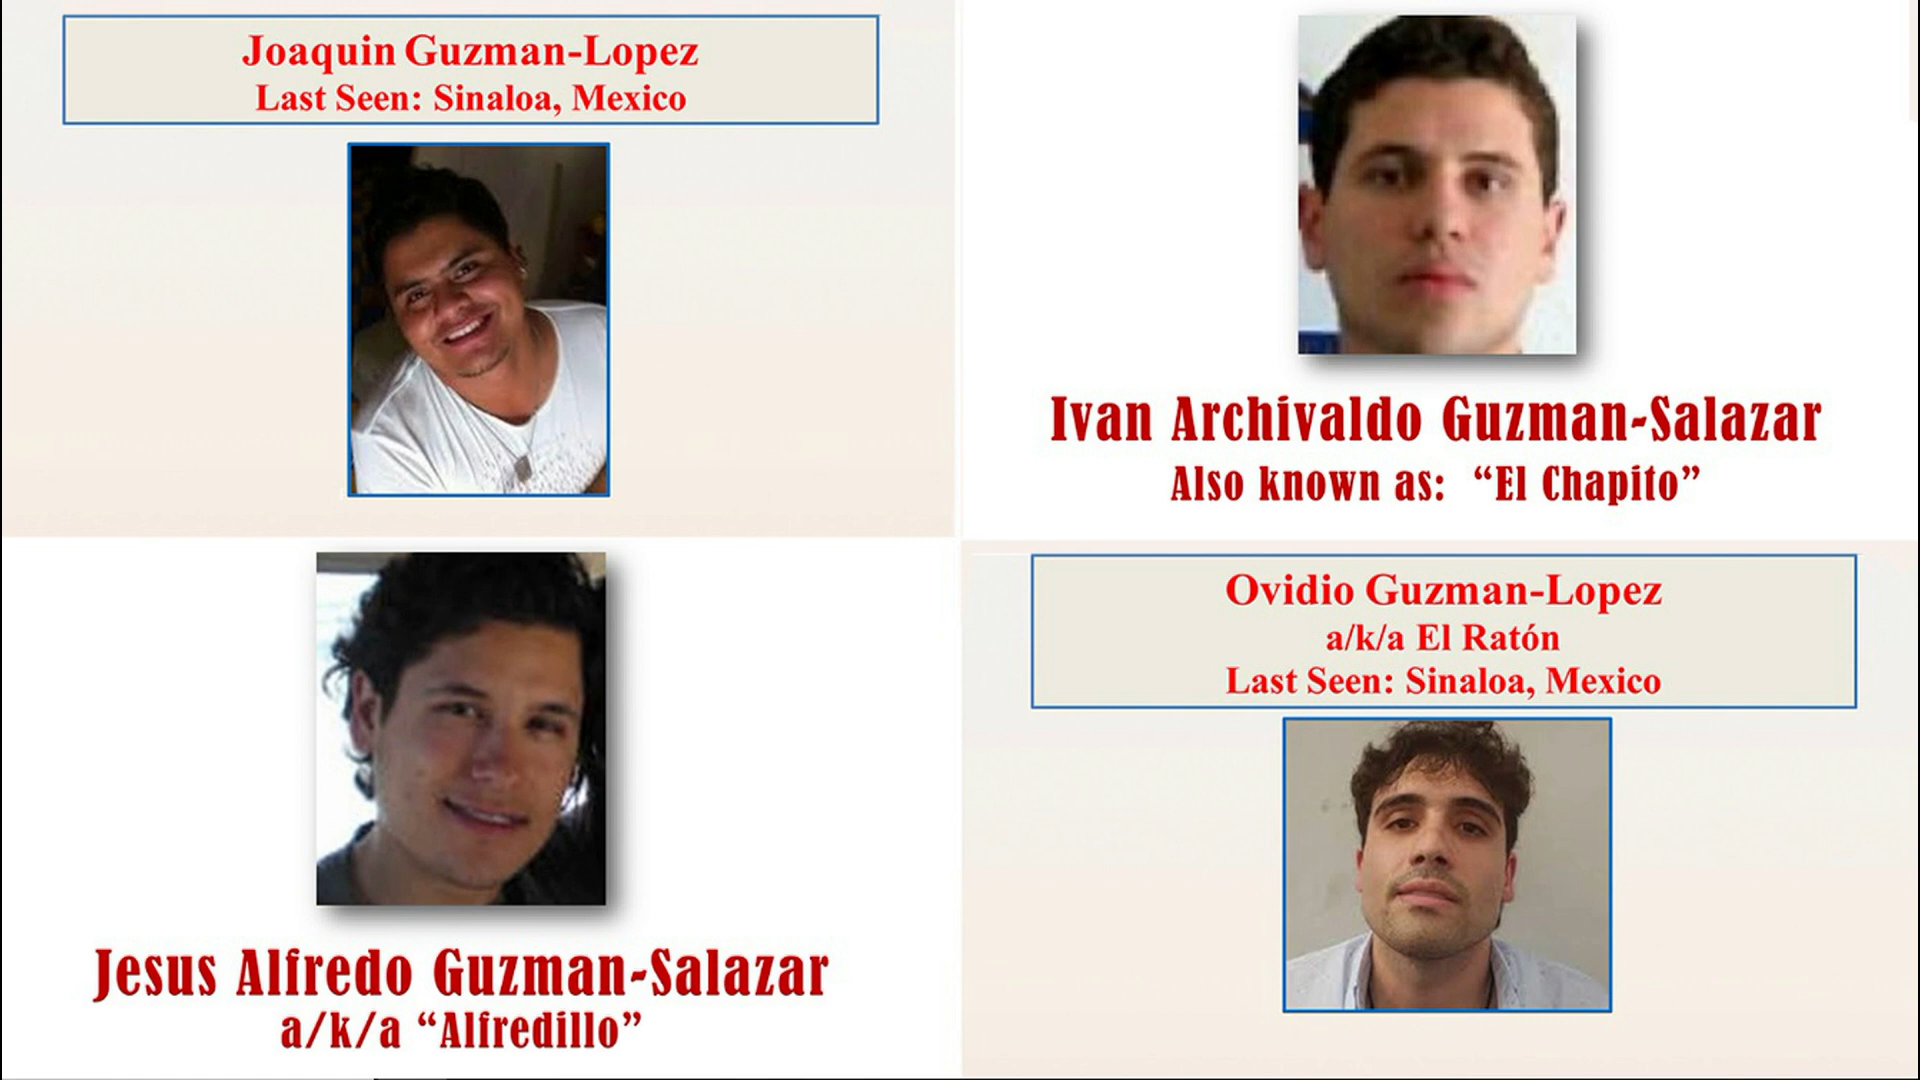 Joaquin Guzman-Lopez
Last Seen: Sinaloa, Mexico
Ivan Archivaldo Guzman-Salazar
Also known as:  “El Chapito”
Jesus Alfredo Guzman-Salazar
a/k/a “Alfredillo”
Ovidio Guzman-Lopez
a/k/a El Ratón
Last Seen: Sinaloa, Mexico